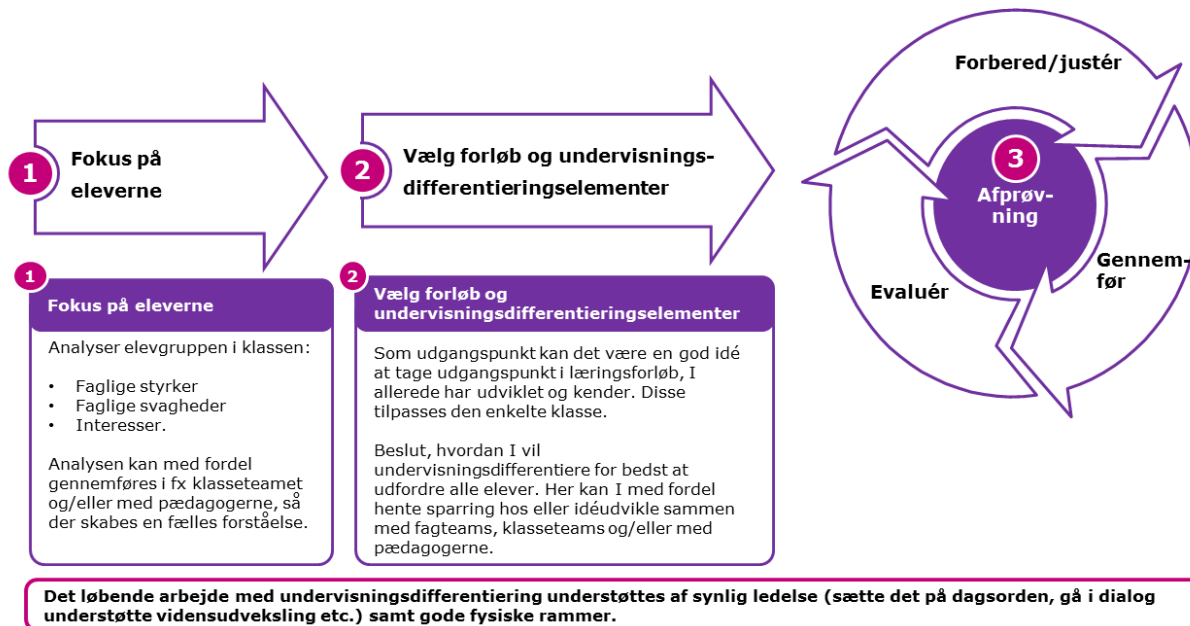 1
Fokus på
eleverne
2
Vælg forløb og undervisnings-
differentieringselementer
Forbered/justér
3
Afprøv-
ning
Gennem-
før
Evaluér
1
Fokus på eleverne
Analyser elevgruppen i klassen:
• Faglige styrker
• Faglige svagheder
• Interesser.
Analysen kan med fordel
gennemføres i fx klasseteamet
og/eller med pædagogerne, så
der skabes en fælles forståelse.
2
Vælg forløb og
undervisningsdifferentieringselementer
Som udgangspunkt kan det være en god idé
at tage udgangspunkt i læringsforløb, I
allerede har udviklet og kender. Disse
tilpasses den enkelte klasse.
Beslut, hvordan I vil
undervisningsdifferentiere for bedst at
udfordre alle elever. Her kan I med fordel
hente sparring hos eller idéudvikle sammen
med fagteams, klasseteams og/eller med
pædagogerne.
Det løbende arbejde med undervisningsdifferentiering understøttes af synlig ledelse (sætte det på dagsorden, gå i dialog
understøtte vidensudveksling etc.) samt gode fysiske rammer.